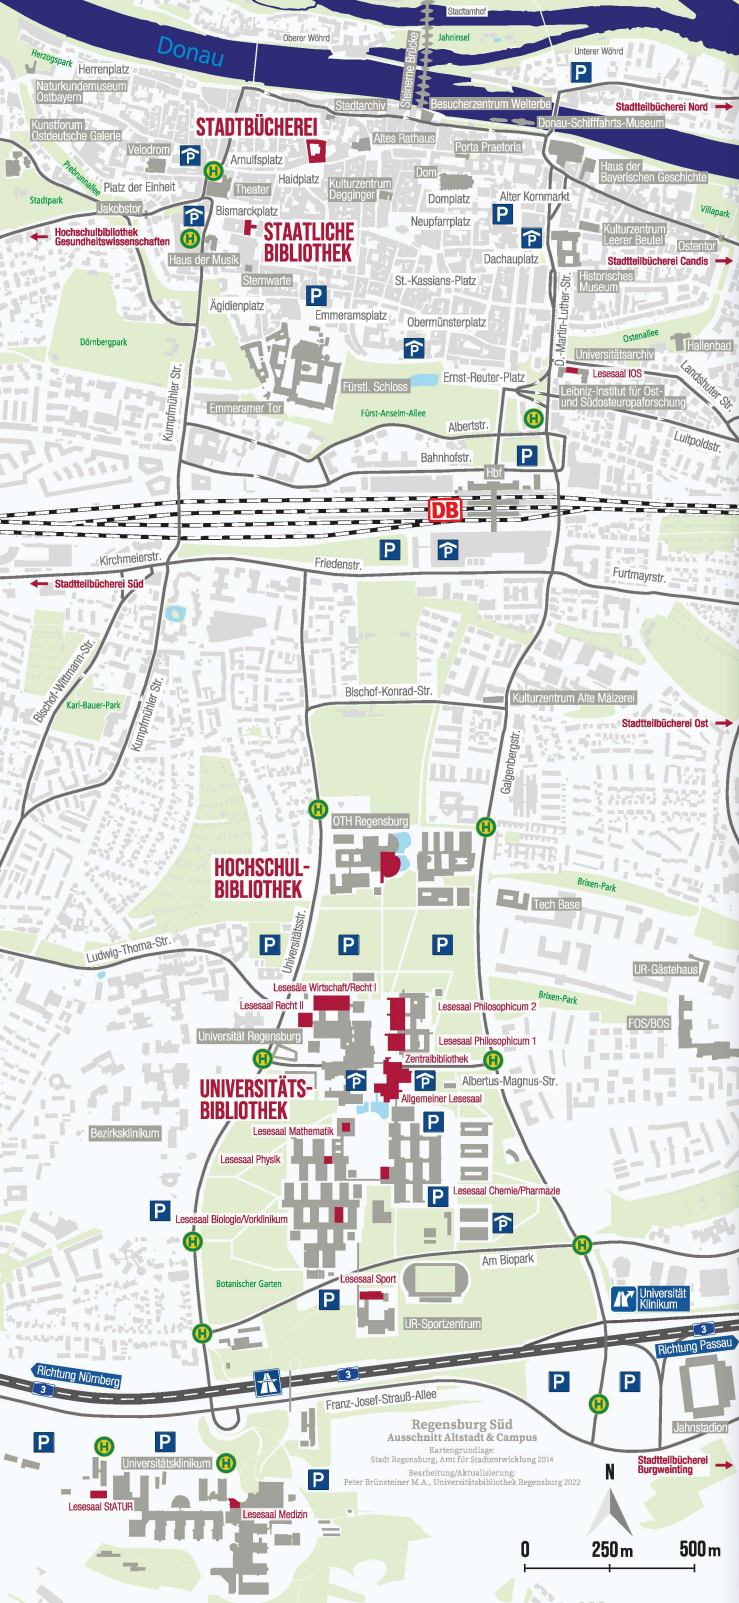 Stadtamhof
Oberer Wöhrd
Jahninsel
Donau
Herzogspark
Herrenplatz
Naturkundemuseum
Ostbayern
Steinerne Brücke
Unterer Wöhrd
P
Stadtarchiv
Besucherzentrum Welterbe
Stadtteilbücherei Nord
Kunstforum
Ostdeutsche Galerie
STADTBÜCHEREI
Donau-Schifffahrts-Museum
Velodrom
P
Arnulfsplatz
Altes Rathaus
Porta Praetoria
H
Haidplatz
Dom
Haus der
Bayerischen Geschichte
Prebrunnallee
Platz der Einheit
Theater
Kulturzentrum
Degginger
Domplatz
Alter Kornmarkt
Stadtpark
Jakobstor
P
Bismarckplatz
Neupfarrplatz
P
Villapark
Hochschulbibliothek
Gesundheitswissenschaften
H
STAATLICHE
BIBLIOTHEK
P
Kulturzentrum
Leerer Beutel
Ostentor
Haus der Musik
Dachauplatz
Stadtteilbücherei Candis
Sternwarte
St.-Kassians-Platz
Historisches
Museum
P
Ägidienplatz
Emmeramsplatz
Obermünsterplatz
D.-Martin-Luther-Str.
Dörnbergpark
P
Ostenallee
Hallenbad
Universitätsarchiv
Kumpfmühler Str.
Fürstl. Schloss
Ernst-Reuter-Platz
Lesesaal IOS
Landshuter Str.
Leibniz-Institut für Ost-
und Südosteuropaforschung
Emmeramer Tor
Fürst-Anselm-Allee
H
Albertstr.
Luitpoldstr.
Bahnhofstr.
P
Hbf
DB
P
P
Kirchmeierstr.
Friedenstr.
Furtmayrstr.
Stadtteilbücherei Süd
Bischof-Wittmann-Str.
Kumpfmühler Str.
Karl-Bauer-Park
Bischof-Konrad-Str.
Kulturzentrum Alte Mälzerei
Stadtteilbücherei Ost
Galgenbergstr.
H
OTH Regensburg
H
HOCHSCHUL-
BIBLIOTHEK
Brixen-Park
Tech Base
Universitätsstr.
Ludwig-Thoma-Str.
P
P
P
UR-Gästehaus
Lesesäle Wirtschaft/Recht I
Lesesaal Recht II
Brixen-Park
Lesesaal Philosophicum 2
FOS/BOS
Universität Regensburg
Lesesaal Philosophicum 1
H
Zentralbibliothek
H
UNIVERSITÄTS-
BIBLIOTHEK
P
P
Albertus-Magnus-Str.
Allgemeiner Lesesaal
Bezirksklinikum
Lesesaal Mathematik
P
Lesesaal Physik
P
Lesesaal Chemie/Pharmazie
P
Lesesaal Biologie/Vorklinikum
P
H
H
Am Biopark
Botanischer Garten
Lesesaal Sport
P
Universität
Klinikum
UR-Sportzentrum
H
3
Richtung Passau
Richtung Nürnberg
3
3
P
P
Franz-Josef-Strauß-Allee
H
Regensburg Süd
Ausschnitt Altstadt & Campus
Kartengrundlage:
Stadt Regensburg, Amt für Stadtentwicklung 2014
Bearbeitung/Aktualisierung:
Peter Brünsteiner M.A., Universitätsbibliothek Regensburg 2022
Jahnstadion
P
H
P
Universitätsklinikum
H
P
Stadtteilbücherei
Burgweinting
N
Lesesaal StATUR
Lesesaal Medizin
0 250m 500m